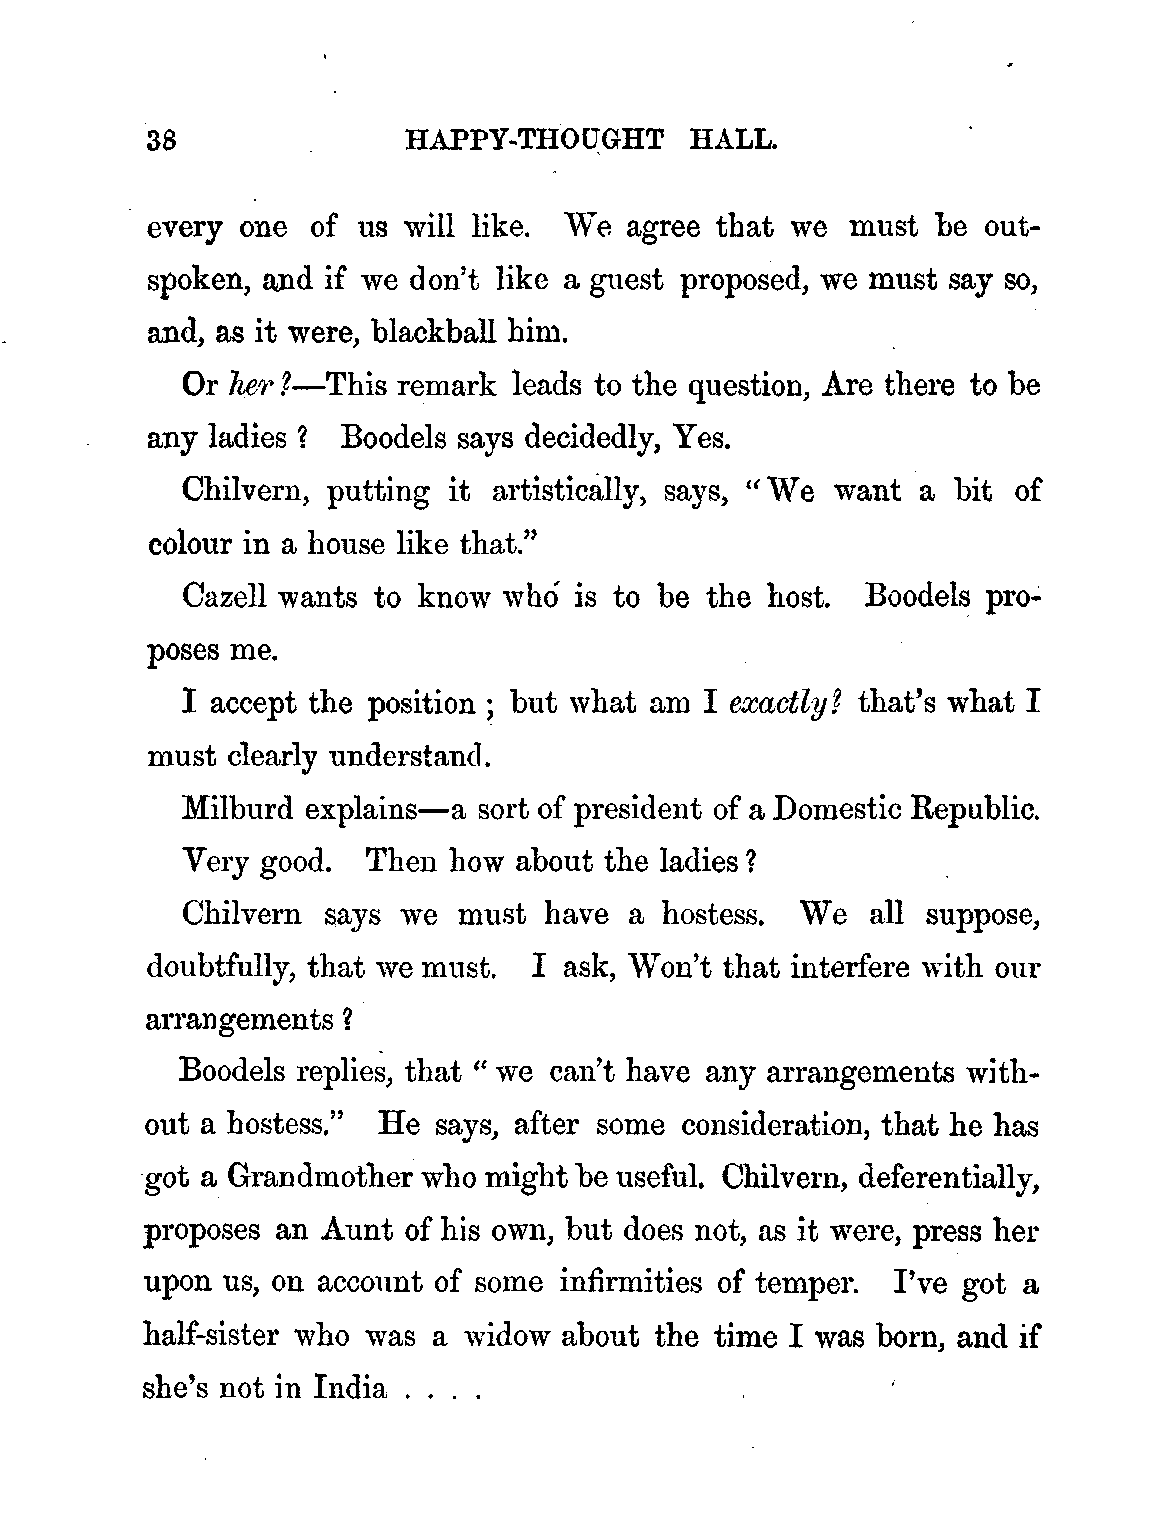 38 HAPPY-THOUGHT HALL.
every one of us will like. We agree that we must be out-
spoken, and if we don't like a guest proposed, we must say so,
and, as it were, blackball him.
Or her?—This remark leads to the question, Are there to be
any ladies? Boodels says decidedly, Yes.
Chilvern, putting it artistically, says, "We want a bit of
colour in a house like that."
Cazell wants to know who is to be the host. Boodels pro-
poses me.
I accept the position; but what am I exactly? that's what I
must clearly understand.
Milburd explains—a sort of president of a Domestic Republic.
Very good. Then how about the ladies?
Chilvern says we must have a hostess. We all suppose,
doubtfully, that we must. I ask, Won't that interfere with our
arrangements?
Boodels replies, that "we can't have any arrangements with-
out a hostess." He says, after some consideration, that he has
got a Grandmother who might be useful. Chilvern, deferentially,
proposes an Aunt of his own, but does not, as it were, press her
upon us, on account of some infirmities of temper. I've got a
half-sister who was a widow about the time I was born, and if
she's not in India . . . .